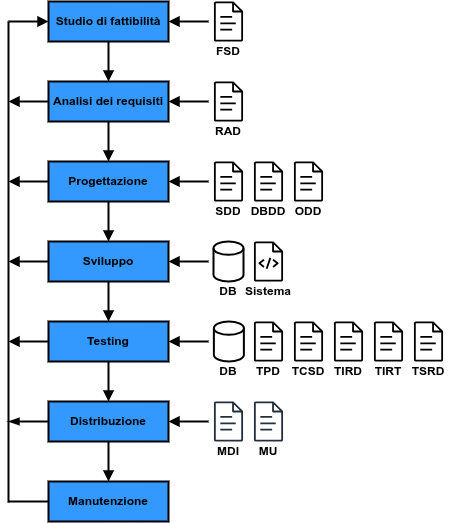 Studio di fattibilità
FSD
Analisi dei requisiti
RAD
Progettazione
SDD DBDD ODD
Sviluppo
</>
DB Sistema
Testing
DB TPD TCSD TIRD TIRT TSRD
Distribuzione
MDI MU
Manutenzione